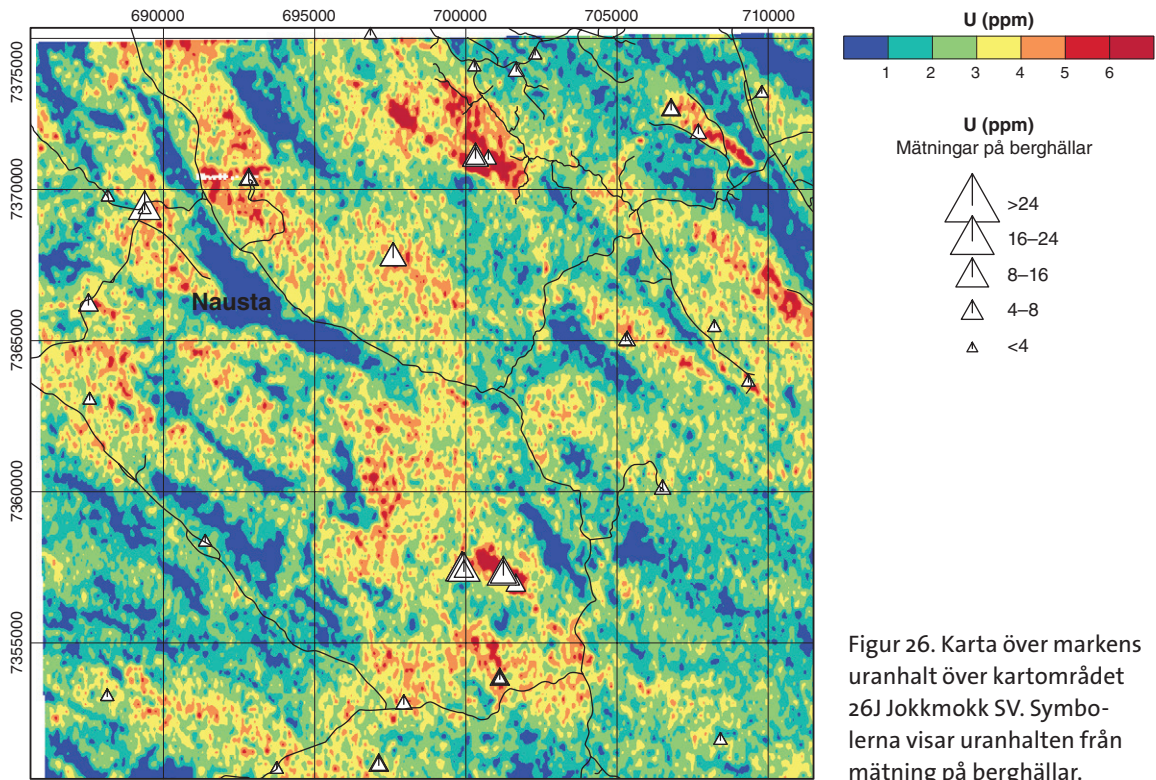 690000 695000 700000 705000 710000
7375000
7370000
7365000
7360000
7355000
Nausta
U (ppm)
1 2 3 4 5 6
U (ppm)
Mätningar på berghällar
>24
16–24
8–16
4–8
<4
Figur 26. Karta över markens
uranhalt över kartområdet
26J Jokkmokk SV. Symbo-
lerna visar uranhalten från
mätning på berghällar.